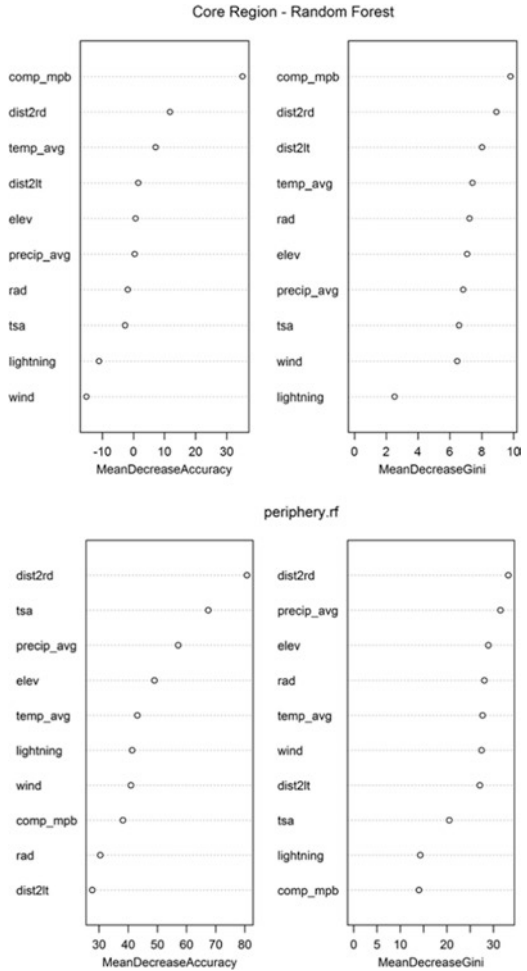 Core Region - Random Forest
comp_mpb
dist2rd
temp_avg
dist2lt
elev
precip_avg
rad
tsa
lightning
wind
-10 0 10 20 30
MeanDecreaseAccuracy
comp_mpb
dist2rd
dist2lt
temp_avg
rad
elev
precip_avg
tsa
wind
lightning
0 2 4 6 8 10
MeanDecreaseGini
periphery.rf
dist2rd
tsa
precip_avg
elev
temp_avg
lightning
wind
comp_mpb
rad
dist2lt
30 40 50 60 70 80
MeanDecreaseAccuracy
dist2rd
precip_avg
elev
rad
temp_avg
wind
dist2lt
tsa
lightning
comp_mpb
0 5 10 15 20 25 30
MeanDecreaseGini